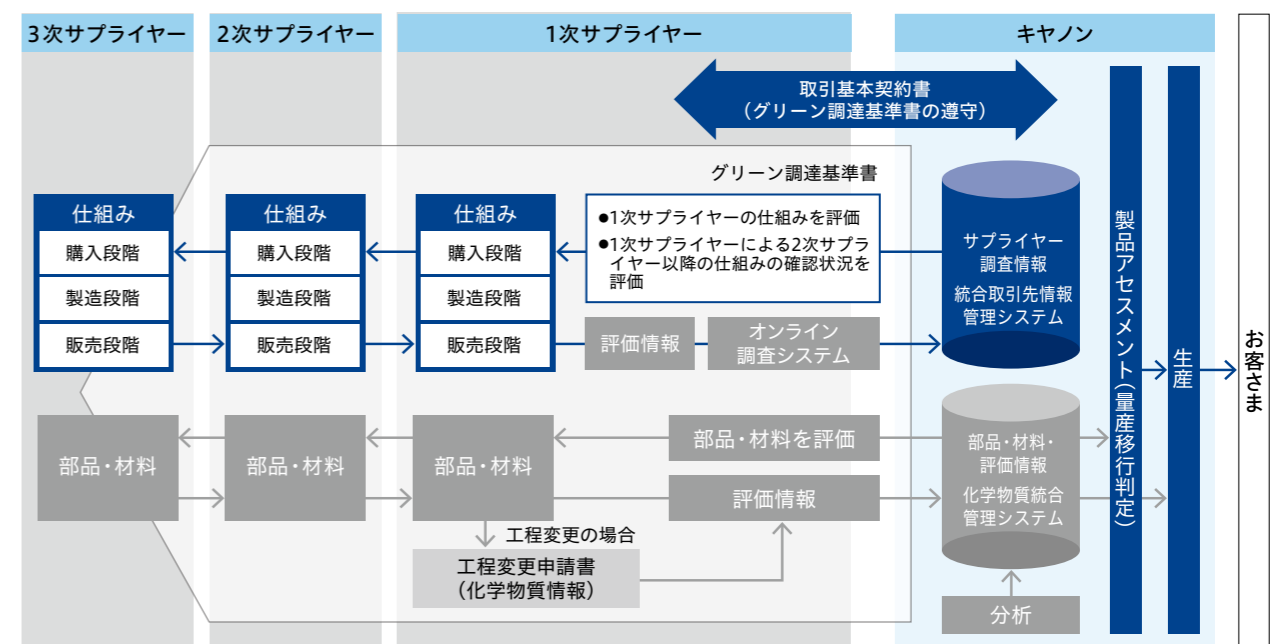 3次サプライヤー
2次サプライヤー
1次サプライヤー
キヤノン
取引基本契約書
（グリーン調達基準書の遵守）
グリーン調達基準書
仕組み
購入段階
製造段階
販売段階
仕組み
購入段階
製造段階
販売段階
仕組み
購入段階
製造段階
販売段階
●1次サプライヤーの仕組みを評価
●1次サプライヤーによる2次サプラ
イヤー以降の仕組みの確認状況を
評価
評価情報
オンライン
調査システム
サプライヤー
調査情報
統合取引先情報
管理システム
部品・材料
部品・材料
部品・材料
部品・材料を評価
評価情報
工程変更の場合
工程変更申請書
（化学物質情報）
部品・材料・
評価情報
化学物質統合
管理システム
分析
製品アセスメント（量産移行判定）
生産
お客さま